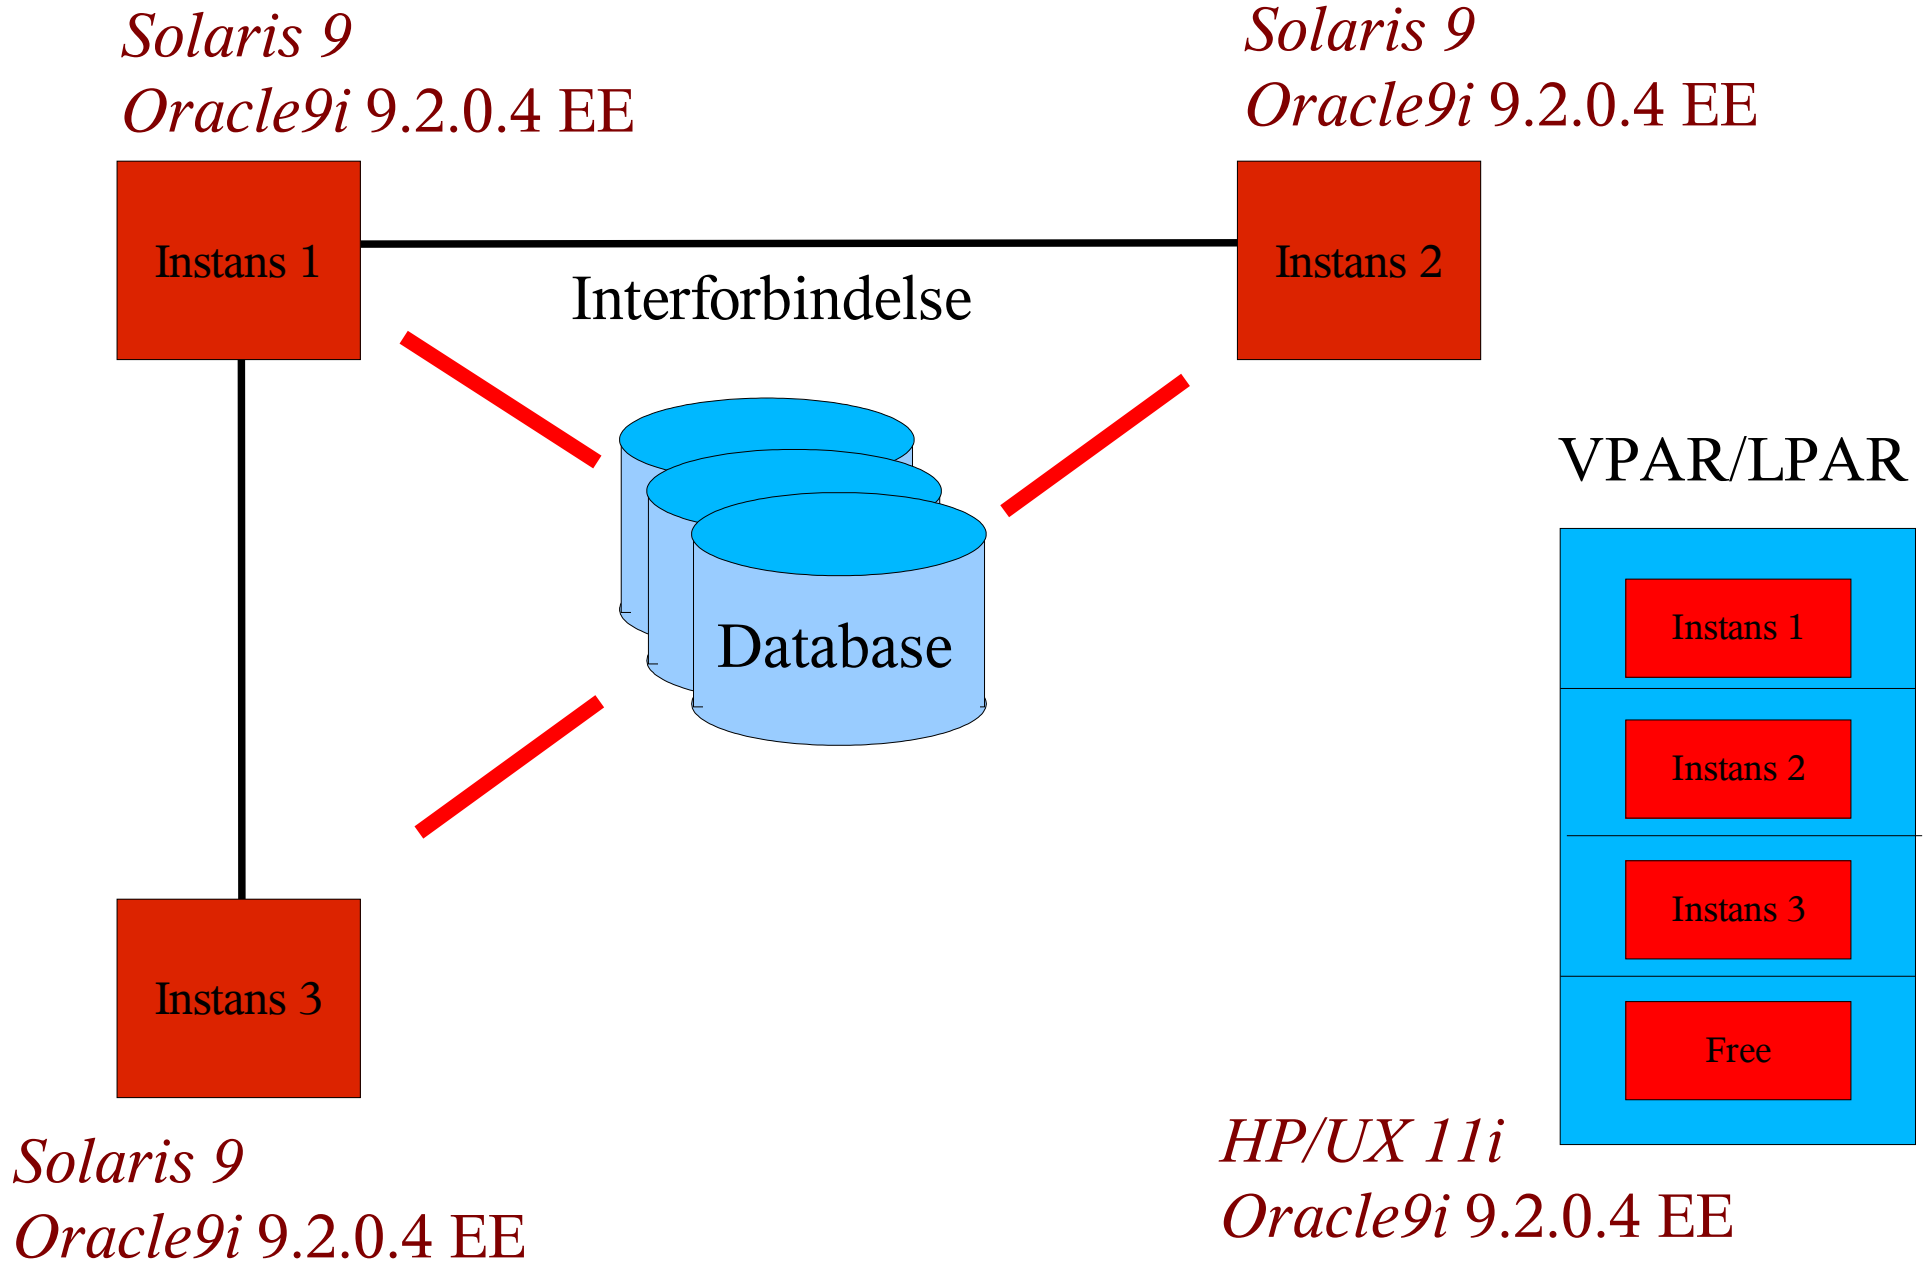 Solaris 9
Oracle9i 9.2.0.4 EE
Solaris 9
Oracle9i 9.2.0.4 EE
Instans 1
Instans 2
Interforbindelse
Database
VPAR/LPAR
Instans 1
Instans 2
Instans 3
Free
Instans 3
Solaris 9
Oracle9i 9.2.0.4 EE
HP/UX 11i
Oracle9i 9.2.0.4 EE